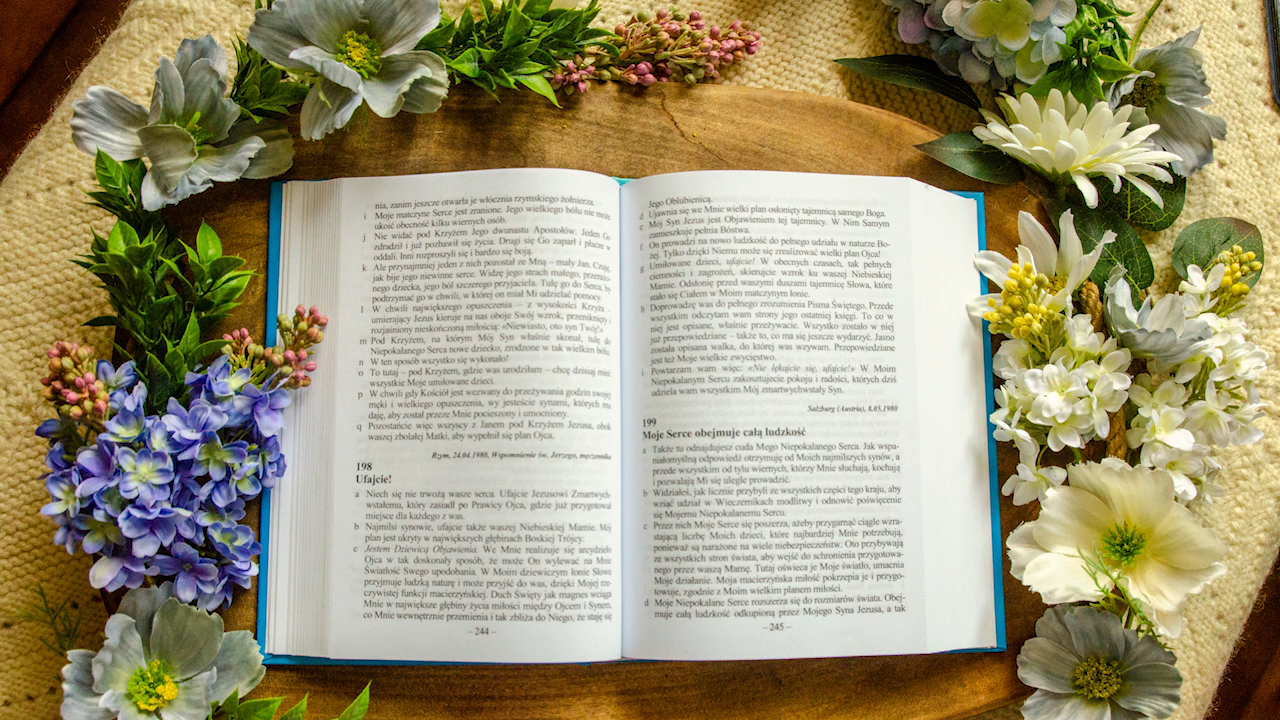 nia, zanim jeszcze otwarła je włócznia rzymskiego żołnierza.
i Moje matczyne Serce jest zranione. Jego wielkiego bólu nie może
ukoić obecność kilku wiernych osób.
j Nie widać pod Krzyżem Jego dwunastu Apostołów. Jeden Go
zdradził i już pozbawił się życia. Drugi się Go zaparł i płacze w
oddali. Inni rozproszyli się i bardzo się boją.
k Ale przynajmniej jeden z nich pozostał ze Mną – mały Jan. Czuję,
jak bije jego niewinne serce. Widzę jego strach małego, przerażo-
nego dziecka, jego ból szczerego przyjaciela. Tulę go do Serca, by
podtrzymać go w chwili, w której on miał Mi udzielać pomocy.
l W chwili największego opuszczenia – z wysokości Krzyża –
umierający Jezus kieruje na nas oboje Swój wzrok, przeniknięty i
rozjaśniony nieskończoną miłością: «Niewiasto, oto syn Twój!»
m Pod Krzyżem, na którym Mój Syn właśnie skonał, tulę do
Niepokalanego Serca nowe dziecko, zrodzone w tak wielkim bólu.
n W ten sposób wszystko się wykonało!
o To tutaj – pod Krzyżem, gdzie was urodziłam – chcę dzisiaj mieć
wszystkie Moje umiłowane dzieci.
p W chwili gdy Kościół jest wezwany do przeżywania godzin swojej
męki i wielkiego opuszczenia, wy jesteście synami, których mu
daję, aby został przeze Mnie pocieszony i umocniony.
q Pozostańcie więc wszyscy z Janem pod Krzyżem Jezusa, obok
waszej zbolałej Matki, aby wypełnił się plan Ojca.
Rzym, 24.04.1980, Wspomnienie św. Jerzego, męczennika
198
Ufajcie!
a Niech się nie trwożą wasze serca. Ufajcie Jezusowi Zmartwych-
wstałemu, który zasiadł po Prawicy Ojca, gdzie już przygotował
miejsce dla każdego z was.
b Najmilsi synowie, ufajcie także waszej Niebieskiej Mamie. Mój
plan jest ukryty w największych głębinach Boskiej Trójcy.
c Jestem Dziewicą Objawienia. We Mnie realizuje się arcydzieło
Ojca w tak doskonały sposób, że może On wylewać na Mnie
Światłość Swego upodobania. W Moim dziewiczym łonie Słowo
przyjmuje ludzką naturę i może przyjść do was, dzięki Mojej rze-
czywistej funkcji macierzyńskiej. Duch Święty jak magnes wciąga
Mnie w największe głębiny życia miłości między Ojcem i Synem,
co Mnie wewnętrznie przemienia i tak zbliża do Niego, że staję się
– 244 –
Jego Oblubienicą.
d Ujawnia się we Mnie wielki plan osłonięty tajemnicą samego Boga.
e Mój Syn Jezus jest Objawieniem tej tajemnicy. W Nim Samym
zamieszkuje pełnia Bóstwa.
f On prowadzi na nowo ludzkość do pełnego udziału w naturze Bo-
żej. Tylko dzięki Niemu może się zrealizować wielki plan Ojca!
g Umiłowane dzieci, ufajcie! W obecnych czasach, tak pełnych
ciemności i zagrożeń, skierujcie wzrok ku waszej Niebieskiej
Mamie. Odsłonię przed waszymi duszami tajemnicę Słowa, które
stało się Ciałem w Moim matczynym łonie.
h Doprowadzę was do pełnego zrozumienia Pisma Świętego. Przede
wszystkim odczytam wam strony jego ostatniej księgi. To co w
niej jest opisane, właśnie przeżywacie. Wszystko zostało w niej
już przepowiedziane – także to, co ma się jeszcze wydarzyć. Jasno
została opisana walka, do której was wzywam. Przepowiedziane
jest też Moje wielkie zwycięstwo.
i Powtarzam wam więc: «Nie lękajcie się, ufajcie!» W Moim
Niepokalanym Sercu zakosztujecie pokoju i radości, których dziś
udziela wam wszystkim Mój zmartwychwstały Syn.
Salzburg (Austria), 8.05.1980
199
Moje Serce obejmuje całą ludzkość
a Także tu odnajdujesz cuda Mego Niepokalanego Serca. Jak wspa-
niałomyślną odpowiedź otrzymuję od Moich najmilszych synów, a
przede wszystkim od tylu wiernych, którzy Mnie słuchają, kochają
i pozwalają Mi się uległe prowadzić.
b Widziałeś, jak licznie przybyli ze wszystkich części tego kraju, aby
wziąć udział w Wieczernikach modlitwy i odnowić poświęcenie
się Mojemu Niepokalanemu Sercu.
c Przez nich Moje Serce się poszerza, ażeby przygarnąć ciągle wzra-
stającą liczbę Moich dzieci, które najbardziej Mnie potrzebują,
ponieważ są narażone na wiele niebezpieczeństw. Oto przybywają
ze wszystkich stron świata, aby wejść do schronienia przygotowa-
nego przez waszą Mamę. Tutaj oświeca je Moje światło, umacnia
Moje działanie. Moja macierzyńska miłość pokrzepia je i przygo-
towuje, zgodnie z Moim wielkim planem miłości.
d Moje Niepokalane Serce rozszerza się do rozmiarów świata. Obej-
muje całą ludzkość odkupioną przez Mojego Syna Jezusa, a tak
– 245 –